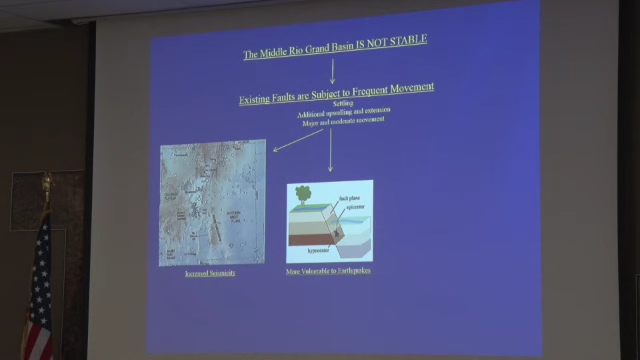 The Middle Rio Grand Basin IS NOT STABLE
Existing Faults are Subject to Frequent Movement
Settling
Additional upwelling and extension
Major and moderate movement
fault plane
epicenter
hypocenter
Increased Seismicity
More Vulnerable to Earthquakes